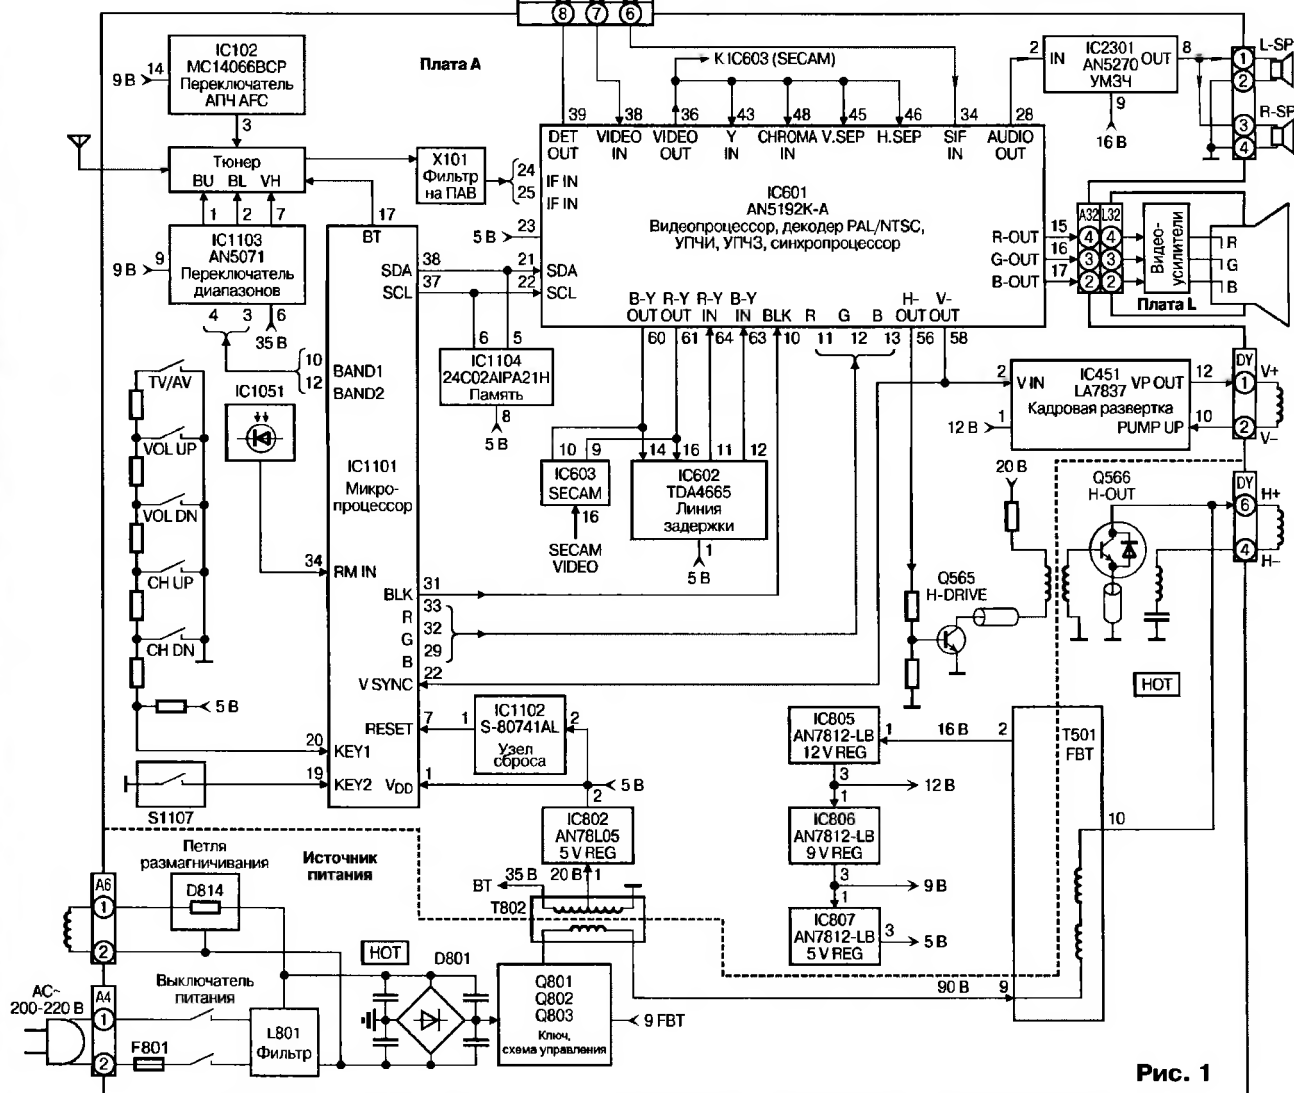 8 7 6
IC102
MC14066BCP
Переключатель
АПЧ AFC
14
9 В
3
Плата А
К IC603 (SECAM)
2
IN
IC2301
AN5270
УМЗЧ
OUT
8
9
16 В
1
2
3
4
L-SP
R-SP
Тюнер
BU BL VH
1 2 7
X101
Фильтр
на ПАВ
24
25
39 38 36 43 48 45 46 34 28
DET OUT
VIDEO IN
VIDEO OUT
Y IN
CHROMA IN
V.SEP
H.SEP
SIF IN
AUDIO OUT
IF IN
IF IN
IC601
AN5192K-A
Видеопроцессор, декодер PAL/NTSC,
УПЧИ, УПЧЗ, синхропроцессор
5 В
23
21
SDA
22
SCL
R-OUT 15
G-OUT 16
B-OUT 17
A32 L32
4 4
3 3
2 2
Видео-
усилители
R
G
B
Плата L
B-Y OUT
R-Y OUT
R-Y IN
B-Y IN
BLK
R G B
H-OUT
V-OUT
60 61 64 63 10 11 12 13 56 58
IC1103
AN5071
Переключатель
диапазонов
9 В
9
4 3 6
35 В
17
BT
SDA 38
SCL 37
6 5
IC1104
24C02AIPA21H
Память
8
5 В
10
BAND1
12
BAND2
TV/AV
VOL UP
VOL DN
CH UP
CH DN
5 В
IC1051
IC1101
Микро-
процессор
34
RM IN
BLK 31
R 33
G 32
B 29
V SYNC 22
RESET 7
20
KEY1
19
KEY2
VDD 1
S1107
10 9
IC603
SECAM
16
SECAM
VIDEO
14 16 11 12
IC602
TDA4665
Линия
задержки
1
5 В
2
V IN
IC451
LA7837
Кадровая развертка
VP OUT
PUMP UP
12
10
12 В
1
DY
1
2
V+
V–
20 В
Q566
H-OUT
DY
6
4
H+
H–
Q565
H-DRIVE
HOT
1
IC1102
S-80741AL
Узел
сброса
2
5 В
2
IC802
AN78L05
5 V REG
1
20 В
35 В
BT
T802
IC805
AN7812-LB
12 V REG
1
16 В
2
3
12 В
1
IC806
AN7812-LB
9 V REG
3
9 В
1
IC807
AN7812-LB
5 V REG
3
5 В
T501
FBT
10
90 В
9
Петля
размагничивания
Источник
питания
A6
1
2
D814
АС~
200-220 В
A4
1
2
Выключатель
питания
F801
L801
Фильтр
HOT
D801
Q801
Q802
Q803
Ключ,
схема управления
9 FBT
Рис. 1